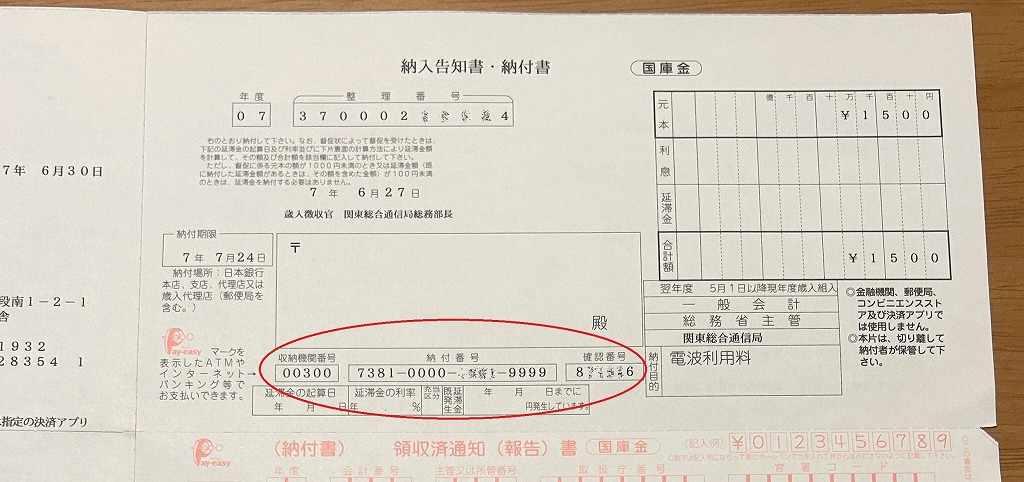 納入告知書・納付書
国庫金
年度
07
整理番号
370002 4
右のとおり納付して下さい。なお、督促状によって督促を受けたときは、
下記の延滞金の起算日及び利率並びに下片裏面の計算方法により延滞金額
を計算して、その額及び合計額を該当欄に記入して納付して下さい。
ただし、督促に係る元本の額が1000円未満のとき又は延滞金額(既
に納付した延滞金額があるときは、その額を含めた金額)が100円未満
のときは、延滞金を納付する必要はありません。
7 年 6月27日
歳入徴収官 関東総合通信局総務部長
億千百十万千百十円
元本 ¥1500
利息
延滞金
合計額 ¥1500
7年 6月30日
納付期限
7年 7月24日
納付場所:日本銀行
本店、支店、代理店又は
歳入代理店(郵便局を
含む。)
〒
殿
翌年度 5月1日以降現年度歳入組入
一般会計
総務省主管
関東総合通信局
納付目的
電波利用料
◎金融機関、郵便局、
コンビニエンススト
ア及び決済アプリで
は使用しません。
◎本片は、切り離して
納付者が保管して下
さい。
段南1-2-1
舎
1932
28354 1
Pay-easy
マークを
表示したATMや
インターネット
バンキング等で
お支払いできます。
収納機関番号
00300
納付番号
7381-0000- -9999
確認番号
8 6
延滞金の起算日
年 月 日
延滞金の利率
年 . %
充当区分
既発生延滞金
年 月 日までに
円発生しています。
は指定の決済アプリ
Pay-easy
(納付書) 領収済通知(報告)書 国庫金
(記入例) ¥0123456789
年度
会計番号
主管又は所管番号
取扱庁番号
官署コード